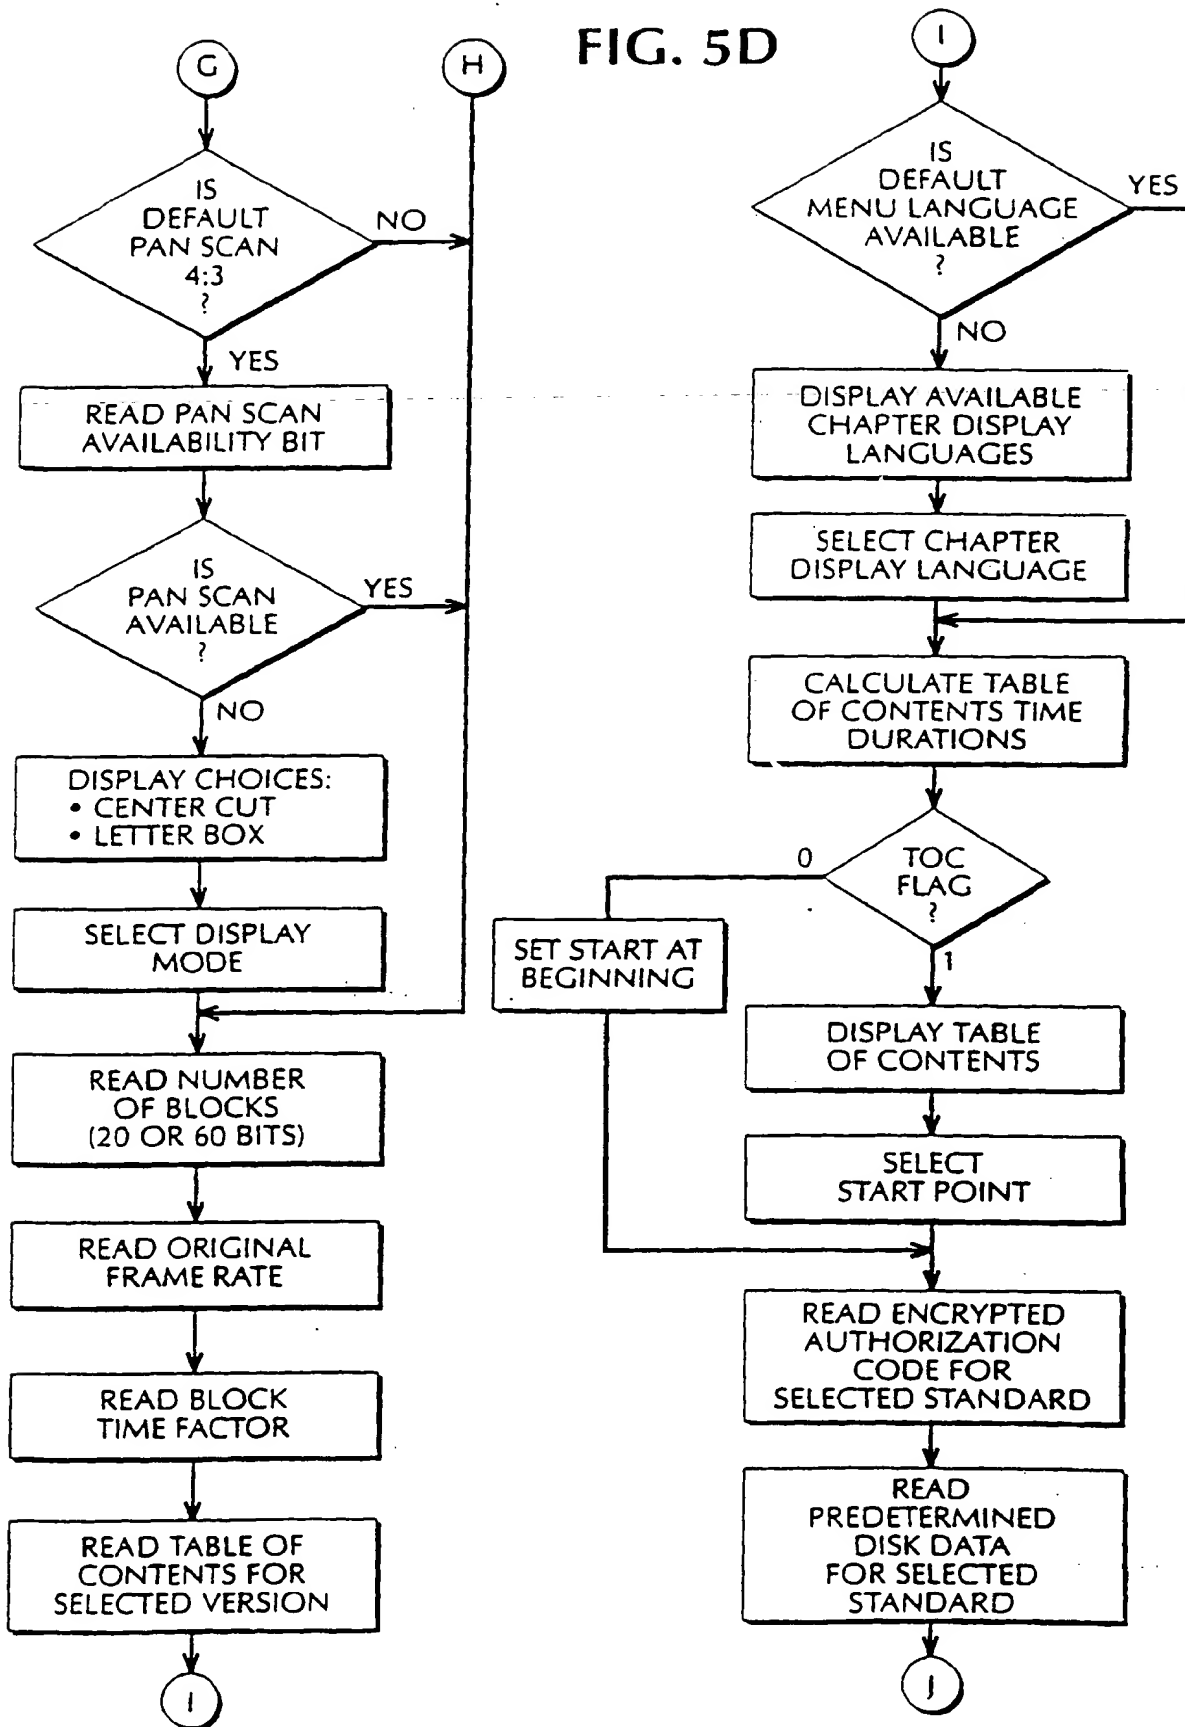 FIG. 5D
G
H
IS
DEFAULT
PAN SCAN
4:3
?
NO
YES
READ PAN SCAN
AVAILABILITY BIT
IS
PAN SCAN
AVAILABLE
?
YES
NO
DISPLAY CHOICES:
• CENTER CUT
• LETTER BOX
SELECT DISPLAY
MODE
READ NUMBER
OF BLOCKS
(20 OR 60 BITS)
READ ORIGINAL
FRAME RATE
READ BLOCK
TIME FACTOR
READ TABLE OF
CONTENTS FOR
SELECTED VERSION
I
I
IS
DEFAULT
MENU LANGUAGE
AVAILABLE
?
YES
NO
DISPLAY AVAILABLE
CHAPTER DISPLAY
LANGUAGES
SELECT CHAPTER
DISPLAY LANGUAGE
CALCULATE TABLE
OF CONTENTS TIME
DURATIONS
TOC
FLAG
?
0
1
SET START AT
BEGINNING
DISPLAY TABLE
OF CONTENTS
SELECT
START POINT
READ ENCRYPTED
AUTHORIZATION
CODE FOR
SELECTED STANDARD
READ
PREDETERMINED
DISK DATA
FOR SELECTED
STANDARD
J